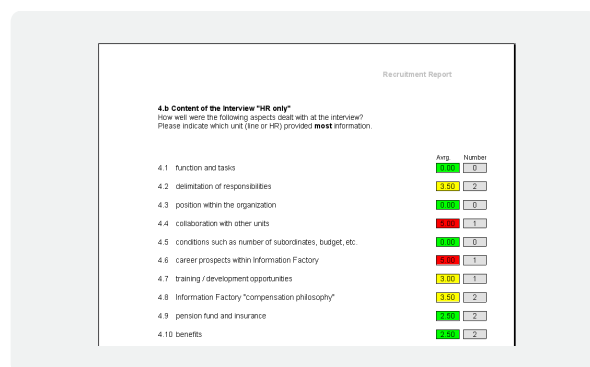 Recruitment Report
4.b Content of the Interview "HR only"
How well were the following aspects dealt with at the interview?
Please indicate which unit (line or HR) provided most information.
Avrg. Number
4.1 function and tasks 0.00 0
4.2 delimitation of responsibilities 3.50 2
4.3 position within the organization 0.00 0
4.4 collaboration with other units 5.00 1
4.5 conditions such as number of subordinates, budget, etc. 0.00 0
4.6 career prospects within Information Factory 5.00 1
4.7 training / development opportunities 3.00 1
4.8 Information Factory "compensation philosophy" 3.50 2
4.9 pension fund and insurance 2.50 2
4.10 benefits 2.50 2